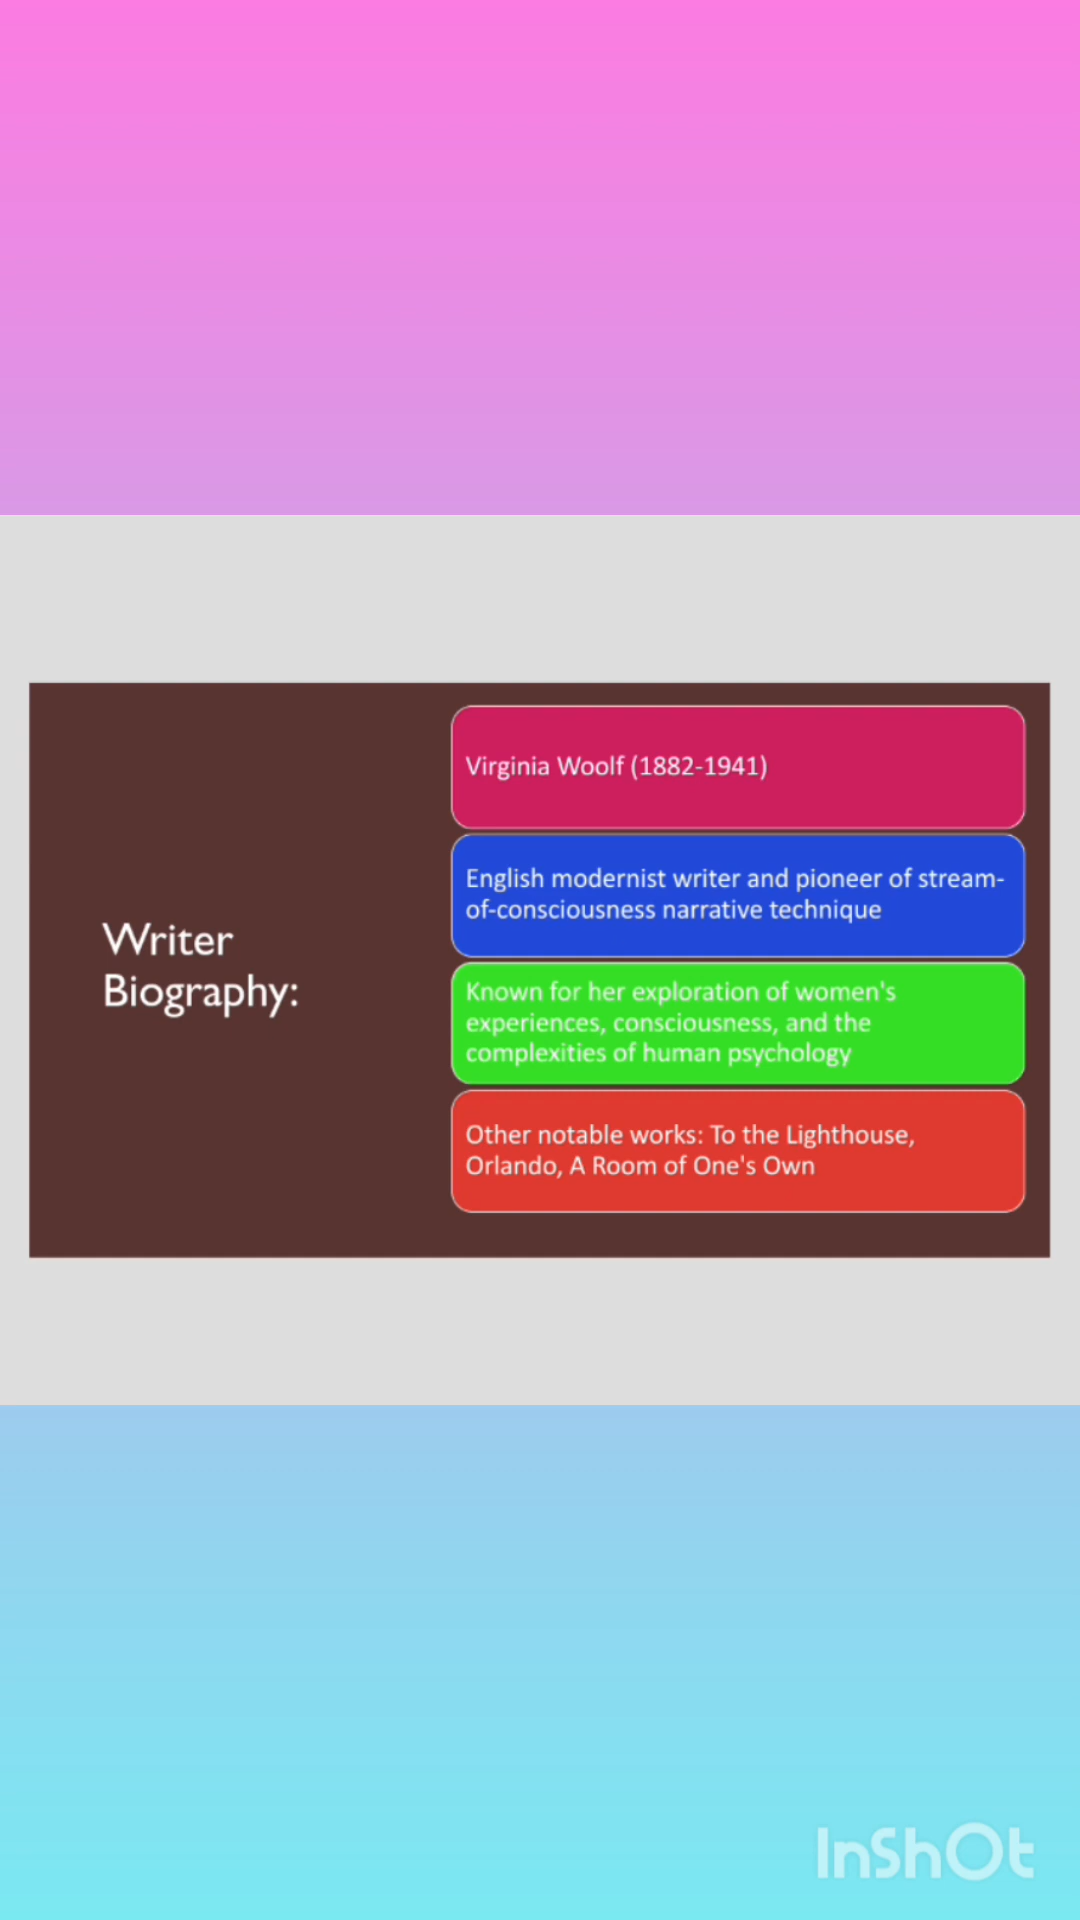 Writer
Biography:
Virginia Woolf (1882-1941)
English modernist writer and pioneer of stream-
of-consciousness narrative technique
Known for her exploration of women's
experiences, consciousness, and the
complexities of human psychology
Other notable works: To the Lighthouse,
Orlando, A Room of One's Own
InShOt